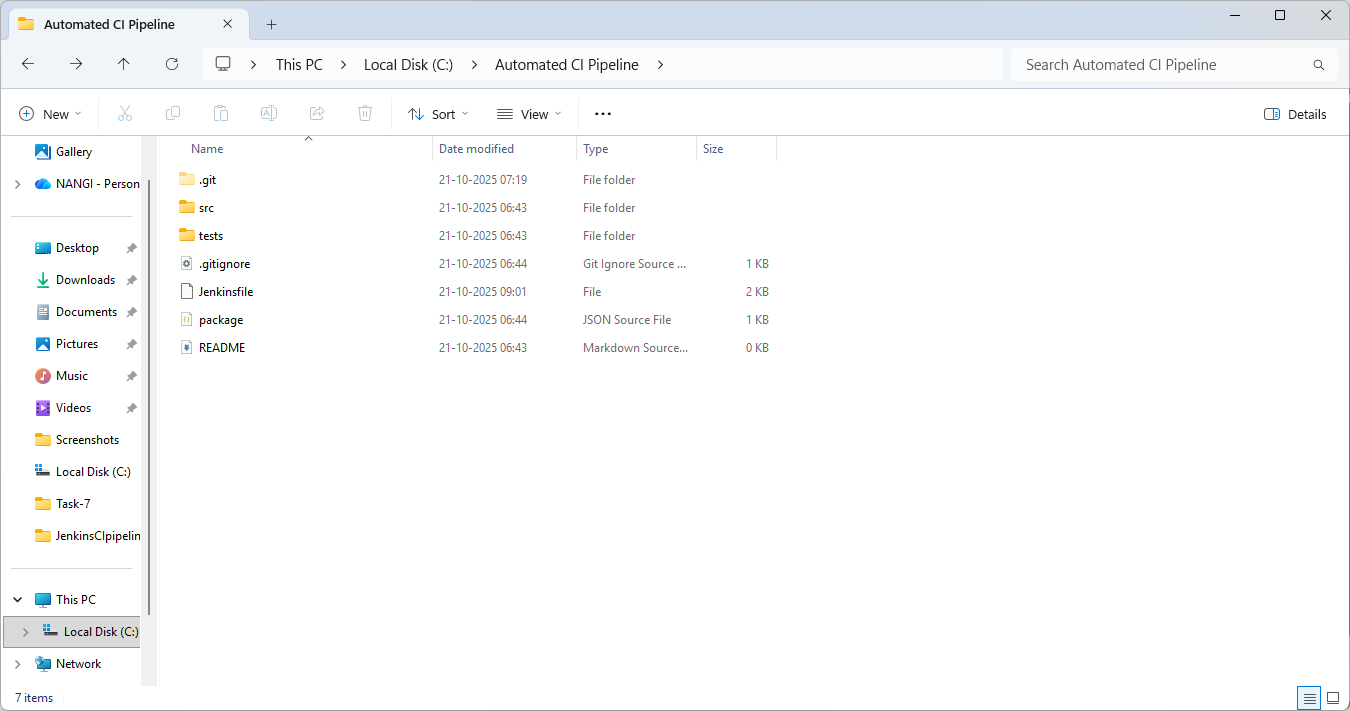 Automated CI Pipeline
This PC > Local Disk (C:) > Automated CI Pipeline >
Search Automated CI Pipeline
New
Sort
View
Details
Gallery
NANGI - Person
Desktop
Downloads
Documents
Pictures
Music
Videos
Screenshots
Local Disk (C:)
Task-7
JenkinsCIpipelin
This PC
Local Disk (C:)
Network
Name Date modified Type Size
.git 21-10-2025 07:19 File folder
src 21-10-2025 06:43 File folder
tests 21-10-2025 06:43 File folder
.gitignore 21-10-2025 06:44 Git Ignore Source ... 1 KB
Jenkinsfile 21-10-2025 09:01 File 2 KB
package 21-10-2025 06:44 JSON Source File 1 KB
README 21-10-2025 06:43 Markdown Source... 0 KB
7 items